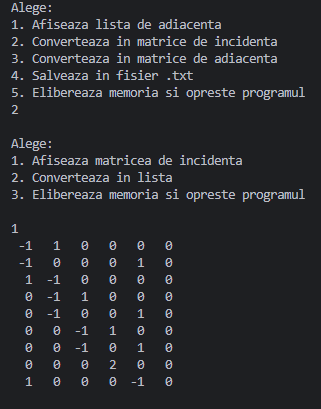 Alege:
1. Afiseaza lista de adiacenta
2. Converteaza in matrice de incidenta
3. Converteaza in matrice de adiacenta
4. Salveaza in fisier .txt
5. Elibereaza memoria si opreste programul
2
Alege:
1. Afiseaza matricea de incidenta
2. Converteaza in lista
3. Elibereaza memoria si opreste programul
1
-1 1 0 0 0 0
-1 0 0 0 1 0
1 -1 0 0 0 0
0 -1 1 0 0 0
0 -1 0 0 1 0
0 0 -1 1 0 0
0 0 -1 0 1 0
0 0 0 2 0 0
1 0 0 0 -1 0